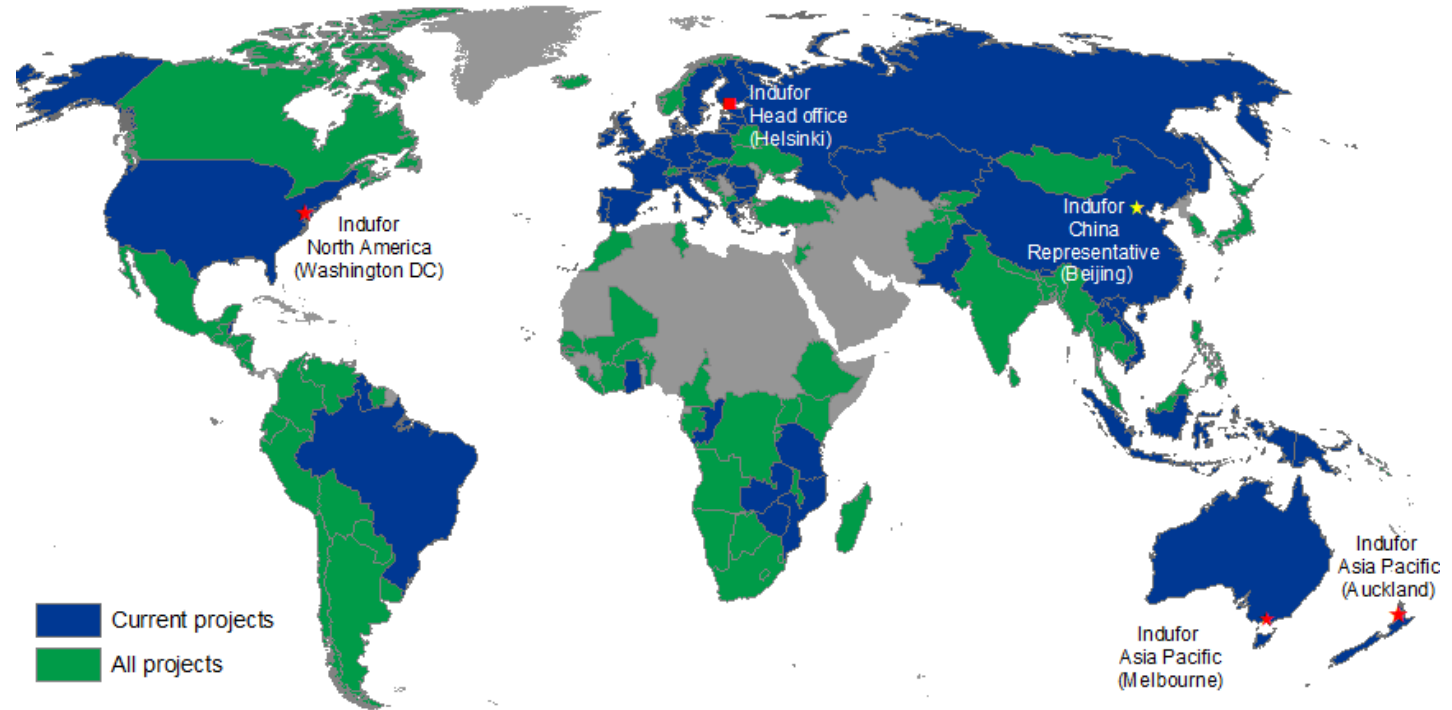 Indufor
Head office
(Helsinki)
Indufor
North America
(Washington DC)
Indufor
China
Representative
(Beijing)
Indufor
Asia Pacific
(Auckland)
Indufor
Asia Pacific
(Melbourne)
Current projects
All projects